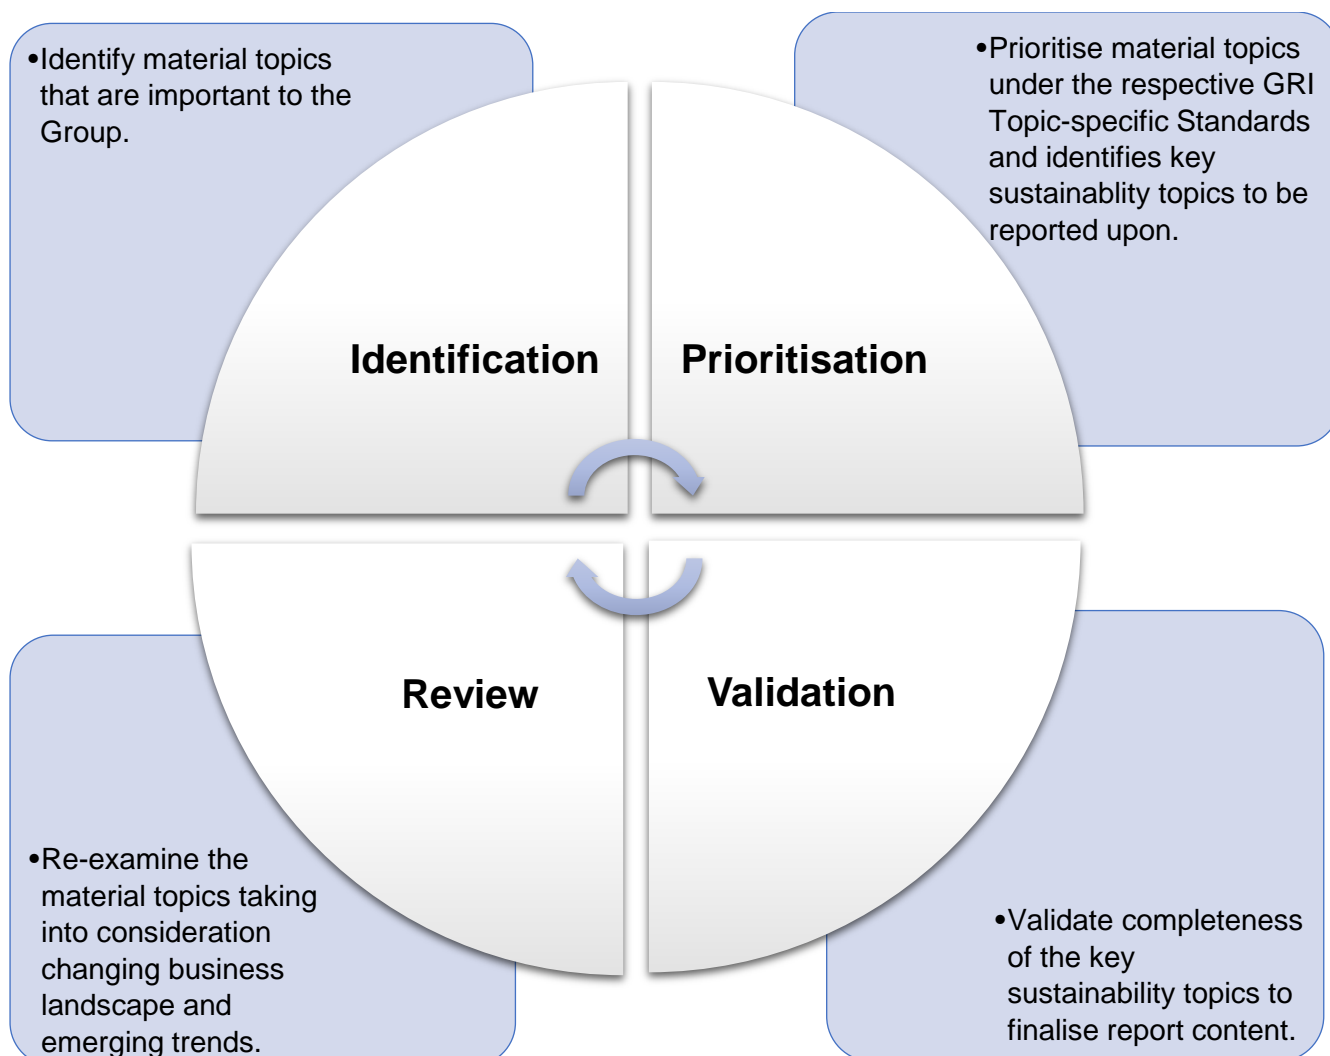 •Identify material topics
that are important to the
Group.
•Prioritise material topics
under the respective GRI
Topic-specific Standards
and identifies key
sustainablity topics to be
reported upon.
Identification
Prioritisation
Review
Validation
•Re-examine the
material topics taking
into consideration
changing business
landscape and
emerging trends.
•Validate completeness
of the key
sustainability topics to
finalise report content.